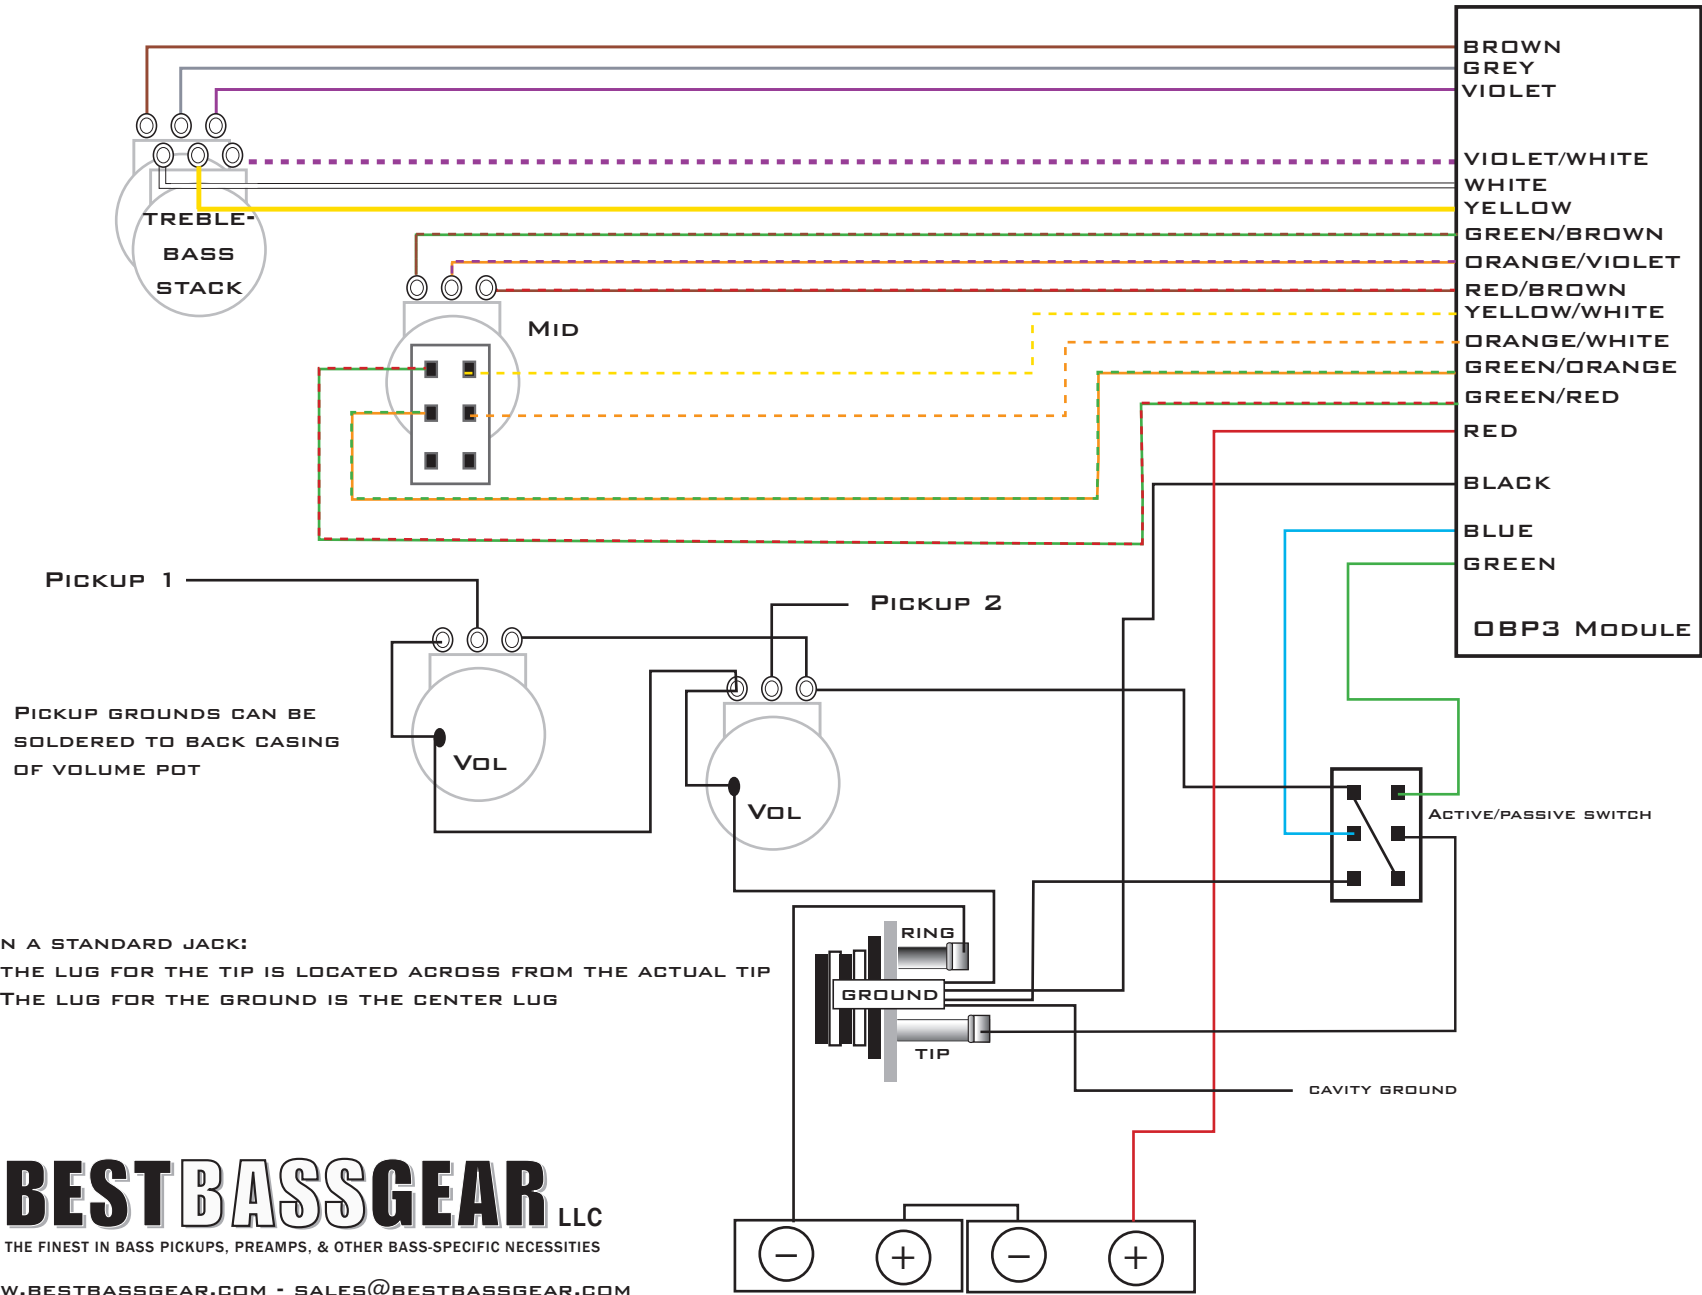 BROWN
GREY
VIOLET
VIOLET/WHITE
WHITE
YELLOW
GREEN/BROWN
ORANGE/VIOLET
RED/BROWN
YELLOW/WHITE
ORANGE/WHITE
GREEN/ORANGE
GREEN/RED
RED
BLACK
BLUE
GREEN
OBP3 MODULE
TREBLE-
BASS
STACK
MID
PICKUP 1
PICKUP 2
PICKUP GROUNDS CAN BE
SOLDERED TO BACK CASING
OF VOLUME POT
VOL
VOL
ACTIVE/PASSIVE SWITCH
N A STANDARD JACK:
THE LUG FOR THE TIP IS LOCATED ACROSS FROM THE ACTUAL TIP
THE LUG FOR THE GROUND IS THE CENTER LUG
RING
GROUND
TIP
CAVITY GROUND
BESTBASSGEAR LLC
THE FINEST IN BASS PICKUPS, PREAMPS, & OTHER BASS-SPECIFIC NECESSITIES
W.BESTBASSGEAR.COM - SALES@BESTBASSGEAR.COM
− + − +